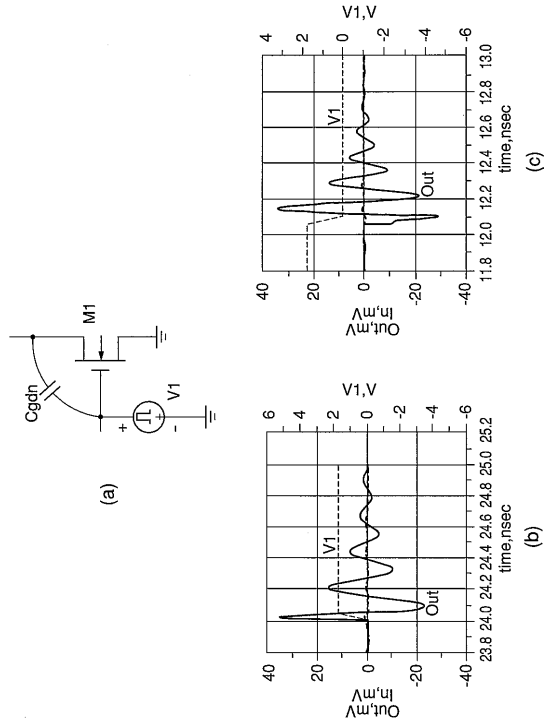 Cgdn
M1
+
-
V1
(a)
Out,mV
In,mV
40
20
0
-20
-40
V1
Out
6
4
2
0
-2
-4
-6
V1,V
23.8 24.0 24.2 24.4 24.6 24.8 25.0 25.2
time,nsec
(b)
Out,mV
In,mV
40
20
0
-20
-40
V1
Out
4
2
0
-2
-4
-6
V1,V
11.8 12.0 12.2 12.4 12.6 12.8 13.0
time,nsec
(c)